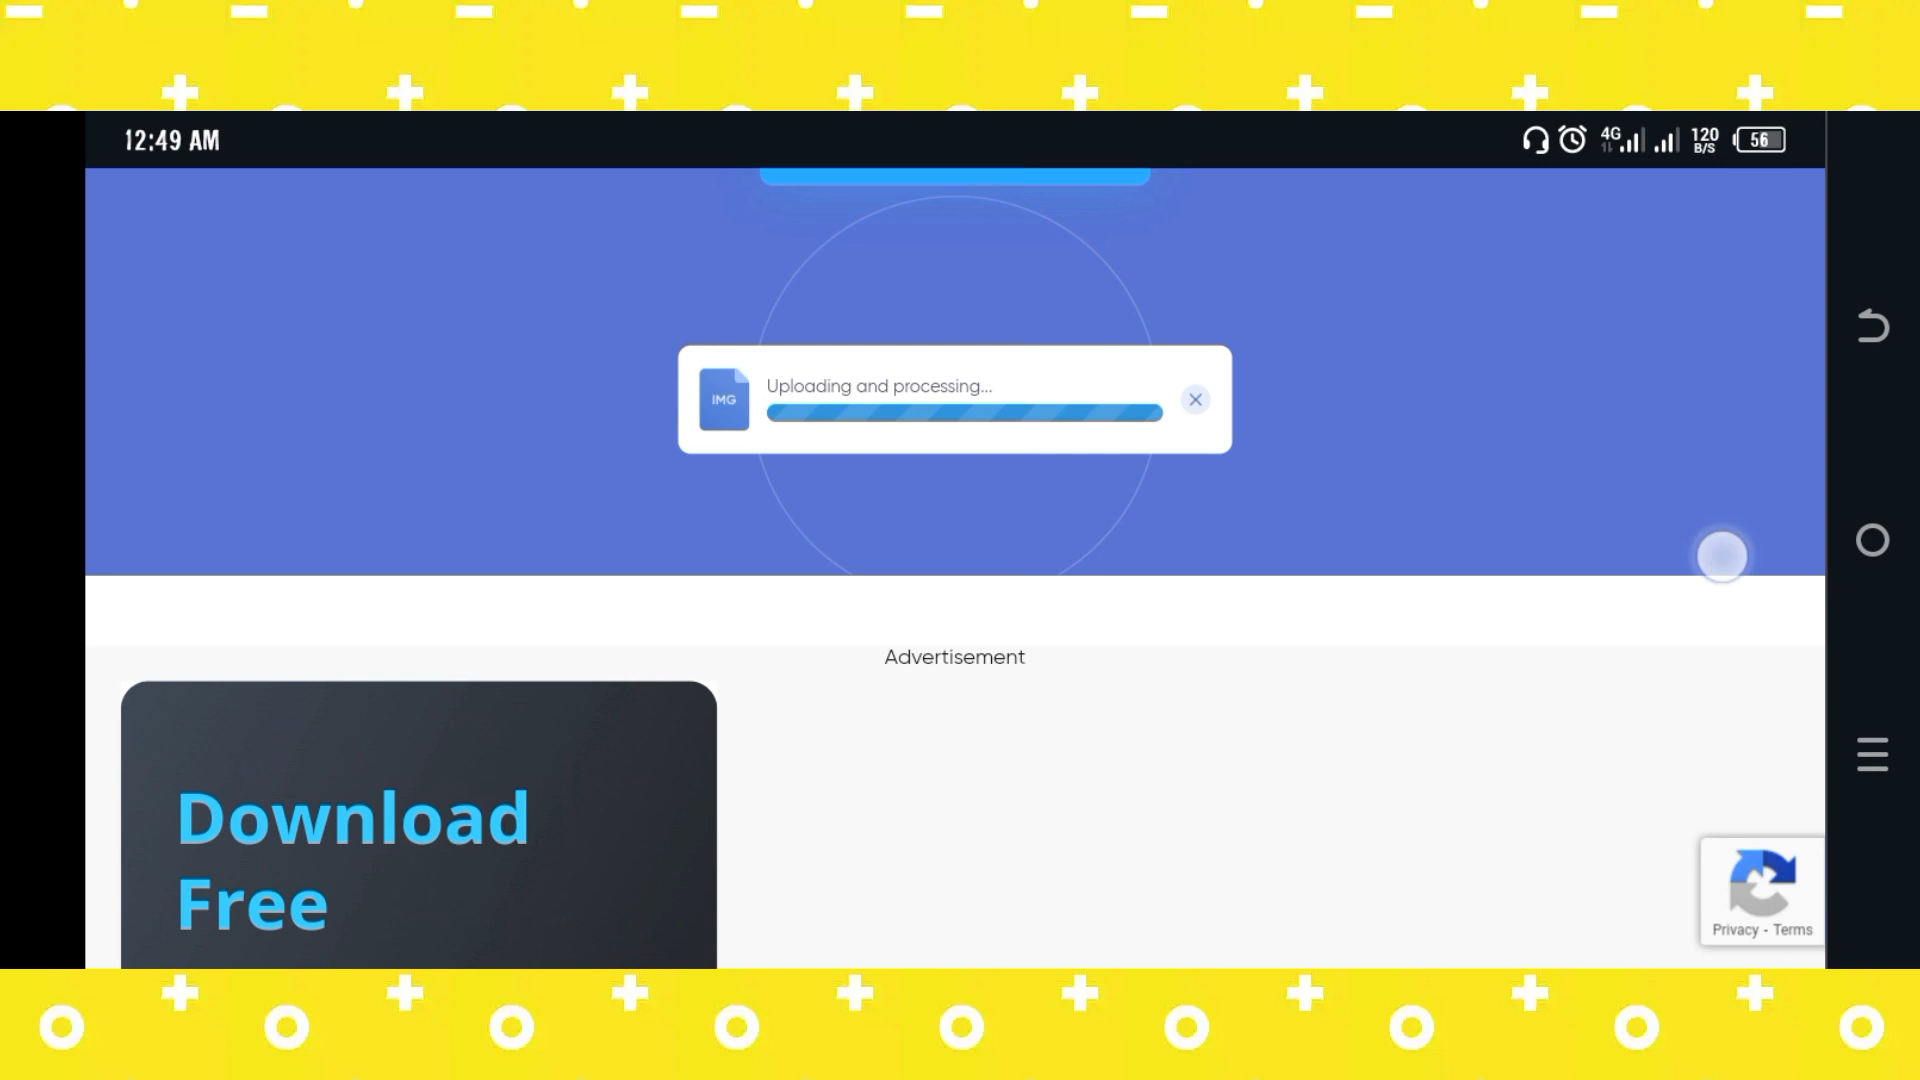 12:49 AM
4G
120
B/S
56
IMG
Uploading and processing...
Advertisement
Download
Free
Privacy - Terms